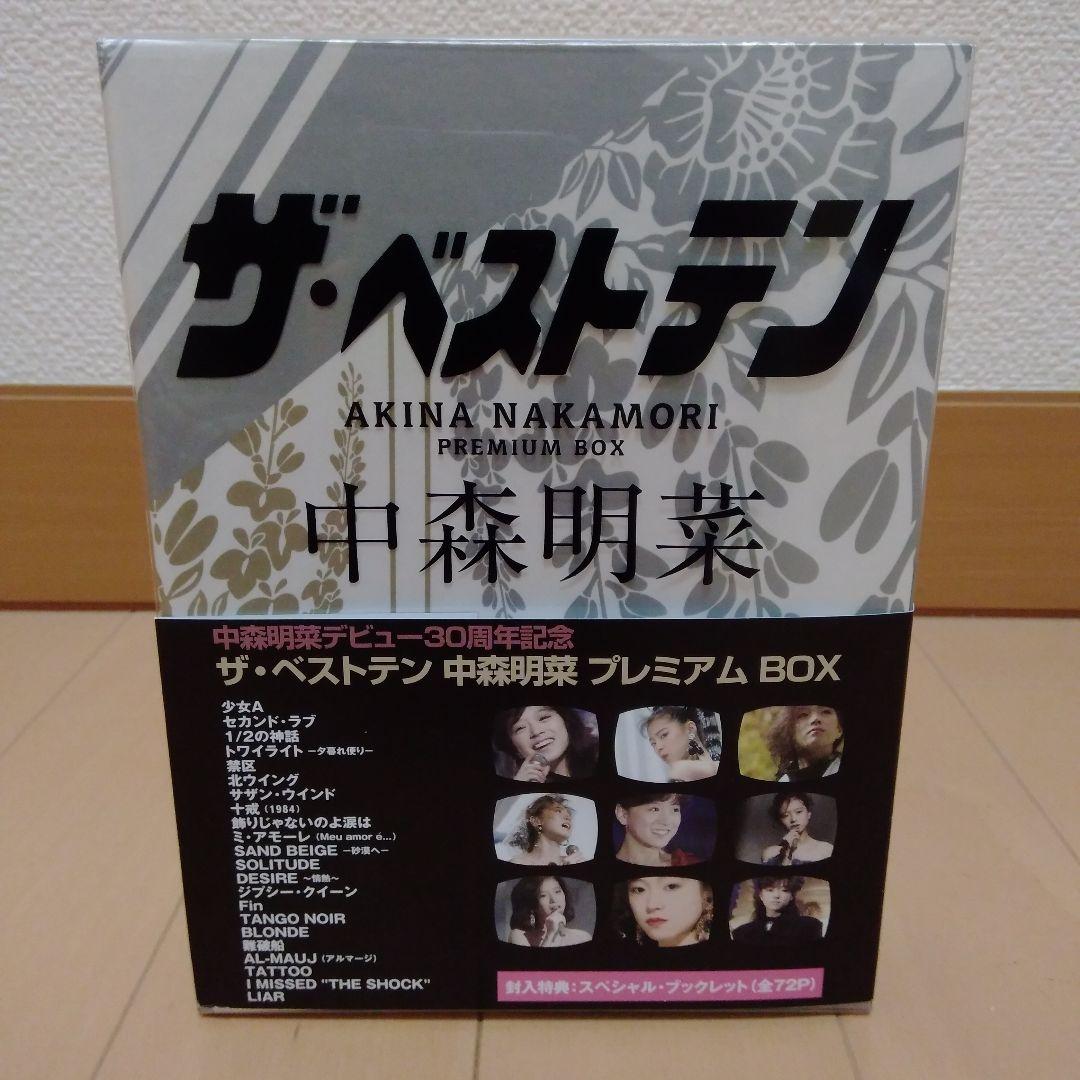 ザ・ベストテン
AKINA NAKAMORI
PREMIUM BOX
中森明菜
中森明菜デビュー30周年記念
ザ・ベストテン 中森明菜 プレミアム BOX
少女A
セカンド・ラブ
1/2の神話
トワイライト －夕暮れ便り－
禁区
北ウイング
サザン・ウインド
十戒 (1984)
飾りじゃないのよ涙は
ミ・アモーレ (Meu amor é...)
SAND BEIGE －砂漠へ－
SOLITUDE
DESIRE ～情熱～
ジプシー・クイーン
Fin
TANGO NOIR
BLONDE
難破船
AL-MAUJ (アルマージ)
TATTOO
I MISSED "THE SHOCK"
LIAR
封入特典：スペシャル・ブックレット(全72P)